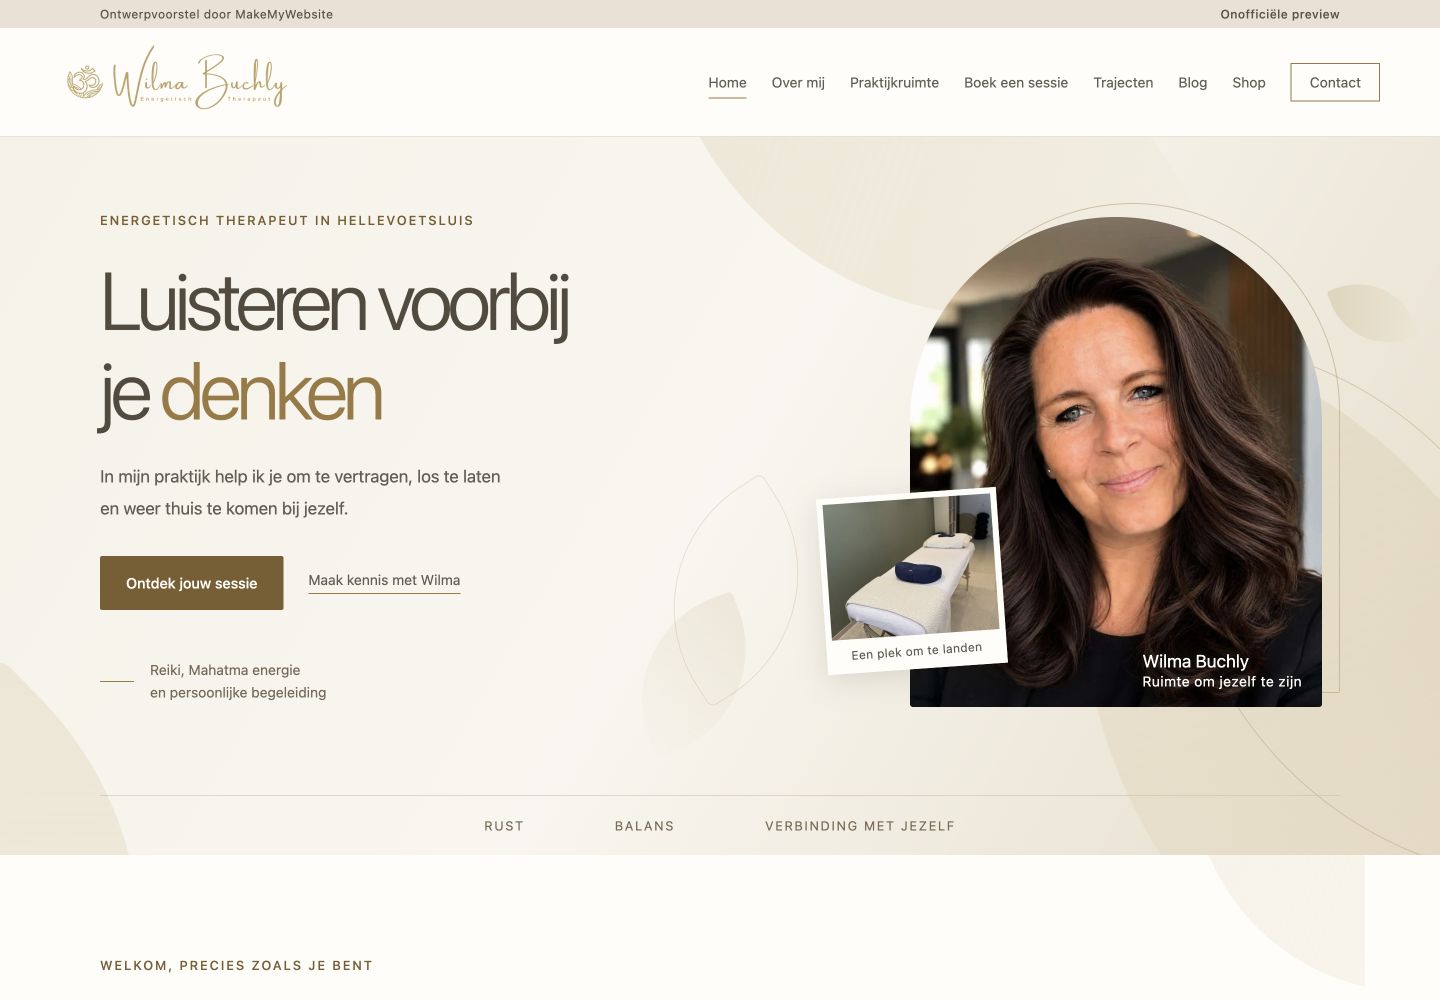 Ontwerpvoorstel door MakeMyWebsite
Onofficiële preview
Wilma Buchly
Energetisch Therapeut
Home
Over mij
Praktijkruimte
Boek een sessie
Trajecten
Blog
Shop
Contact
ENERGETISCH THERAPEUT IN HELLEVOETSLUIS
Luisteren voorbij
je denken
In mijn praktijk help ik je om te vertragen, los te laten
en weer thuis te komen bij jezelf.
Ontdek jouw sessie
Maak kennis met Wilma
Reiki, Mahatma energie
en persoonlijke begeleiding
Een plek om te landen
Wilma Buchly
Ruimte om jezelf te zijn
RUST
BALANS
VERBINDING MET JEZELF
WELKOM, PRECIES ZOALS JE BENT